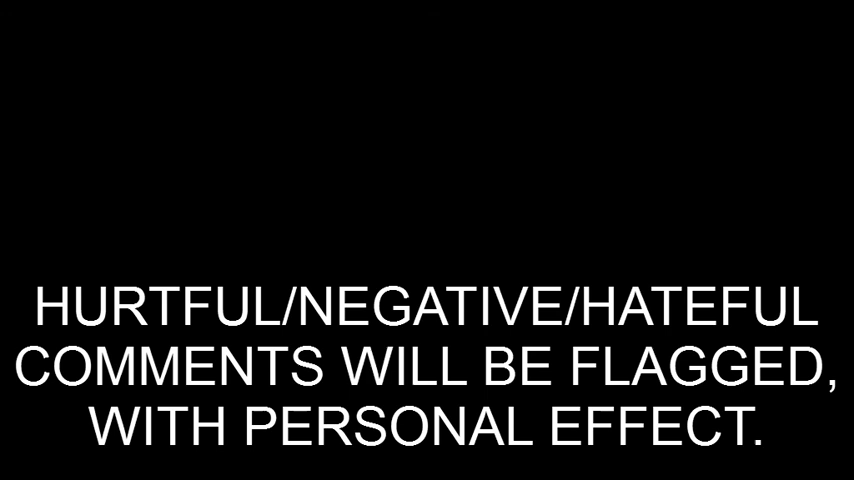 HURTFUL/NEGATIVE/HATEFUL
COMMENTS WILL BE FLAGGED,
WITH PERSONAL EFFECT.